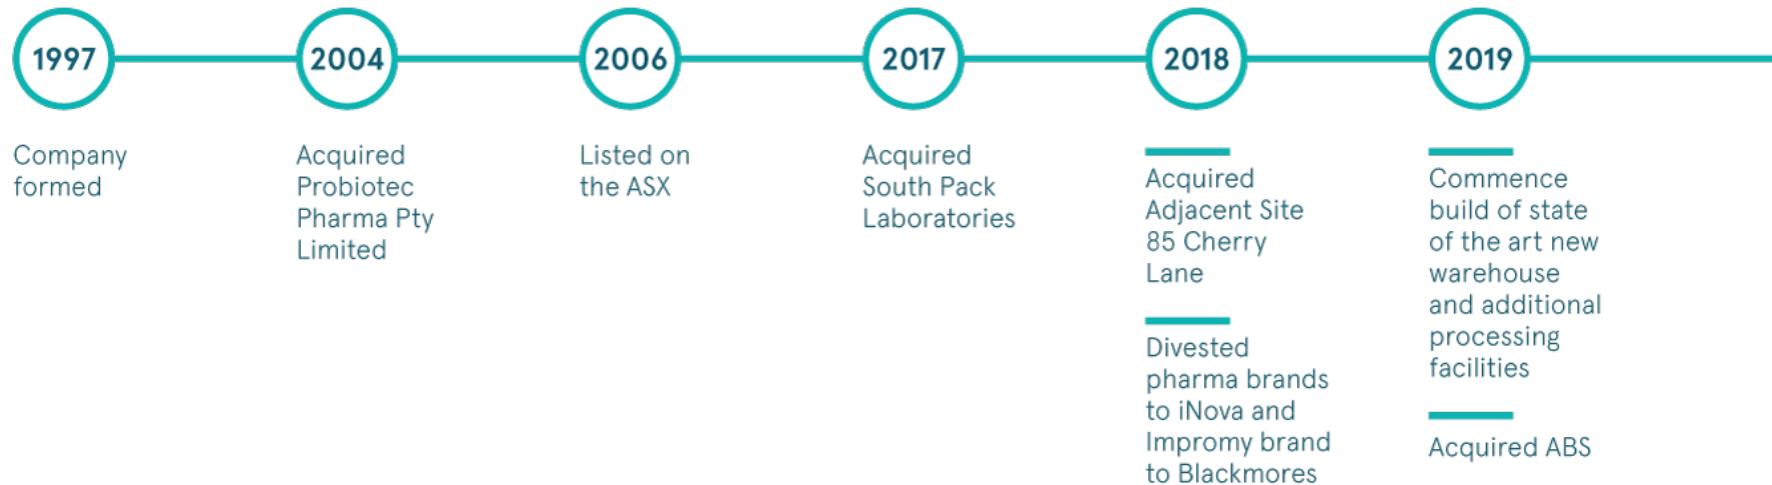 1997
Company
formed
2004
Acquired
Probiotec
Pharma Pty
Limited
2006
Listed on
the ASX
2017
Acquired
South Pack
Laboratories
2018
Acquired
Adjacent Site
85 Cherry
Lane
Divested
pharma brands
to iNova and
Impromy brand
to Blackmores
2019
Commence
build of state
of the art new
warehouse
and additional
processing
facilities
Acquired ABS